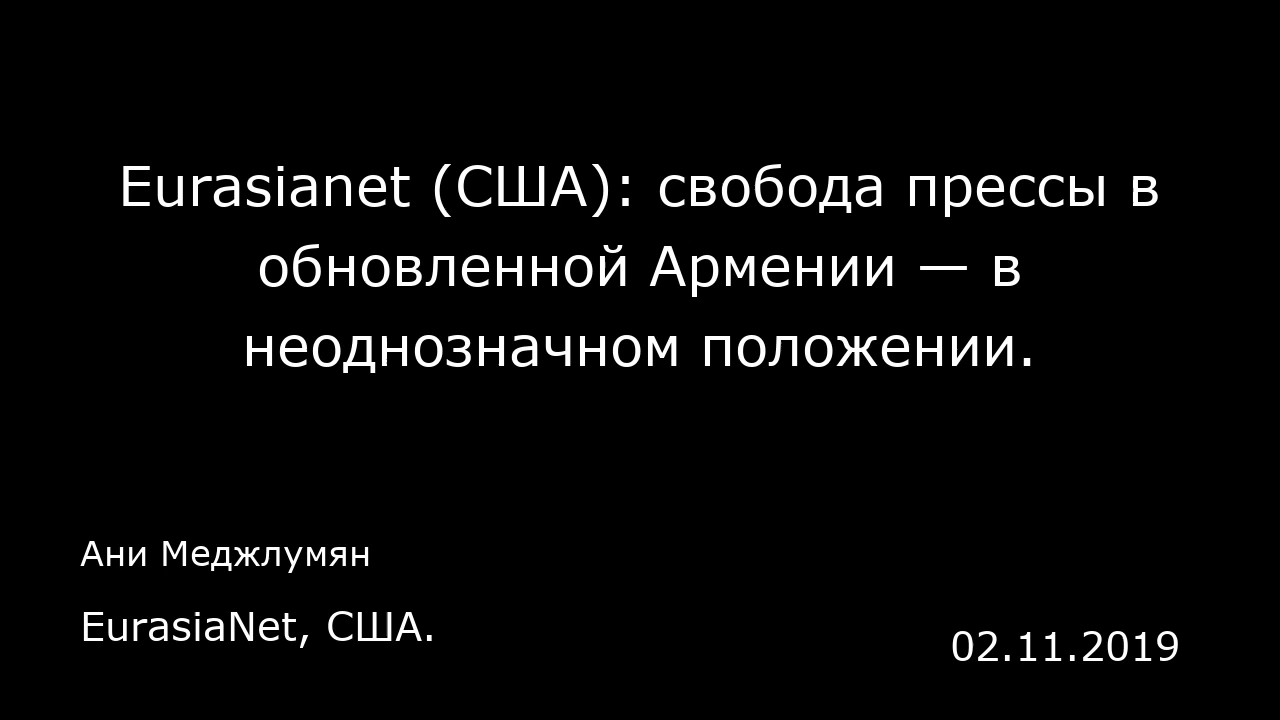 Eurasianet (США): свобода прессы в
обновленной Армении — в
неоднозначном положении.
Ани Меджлумян
EurasiaNet, США.
02.11.2019